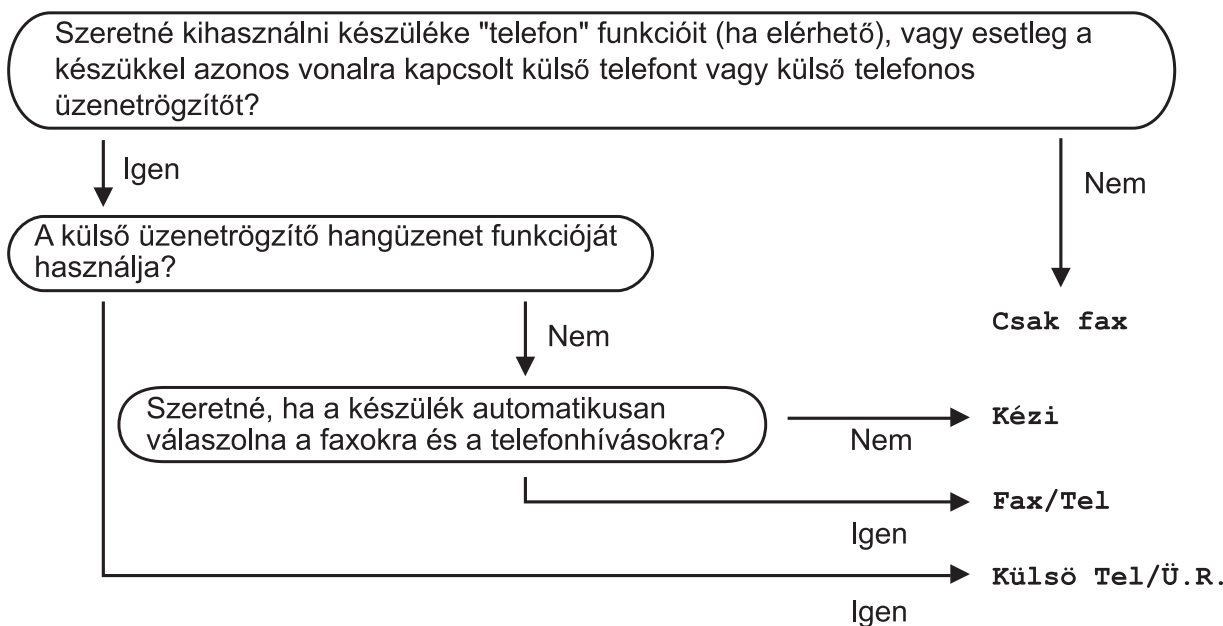 Szeretné kihasználni készüléke "telefon" funkcióit (ha elérhető), vagy esetleg a
készükkel azonos vonalra kapcsolt külső telefont vagy külső telefonos
üzenetrögzítőt?
Igen
Nem
A külső üzenetrögzítő hangüzenet funkcióját
használja?
Csak fax
Nem
Szeretné, ha a készülék automatikusan
válaszolna a faxokra és a telefonhívásokra?
Kézi
Nem
Fax/Tel
Igen
Külsö Tel/Ü.R.
Igen